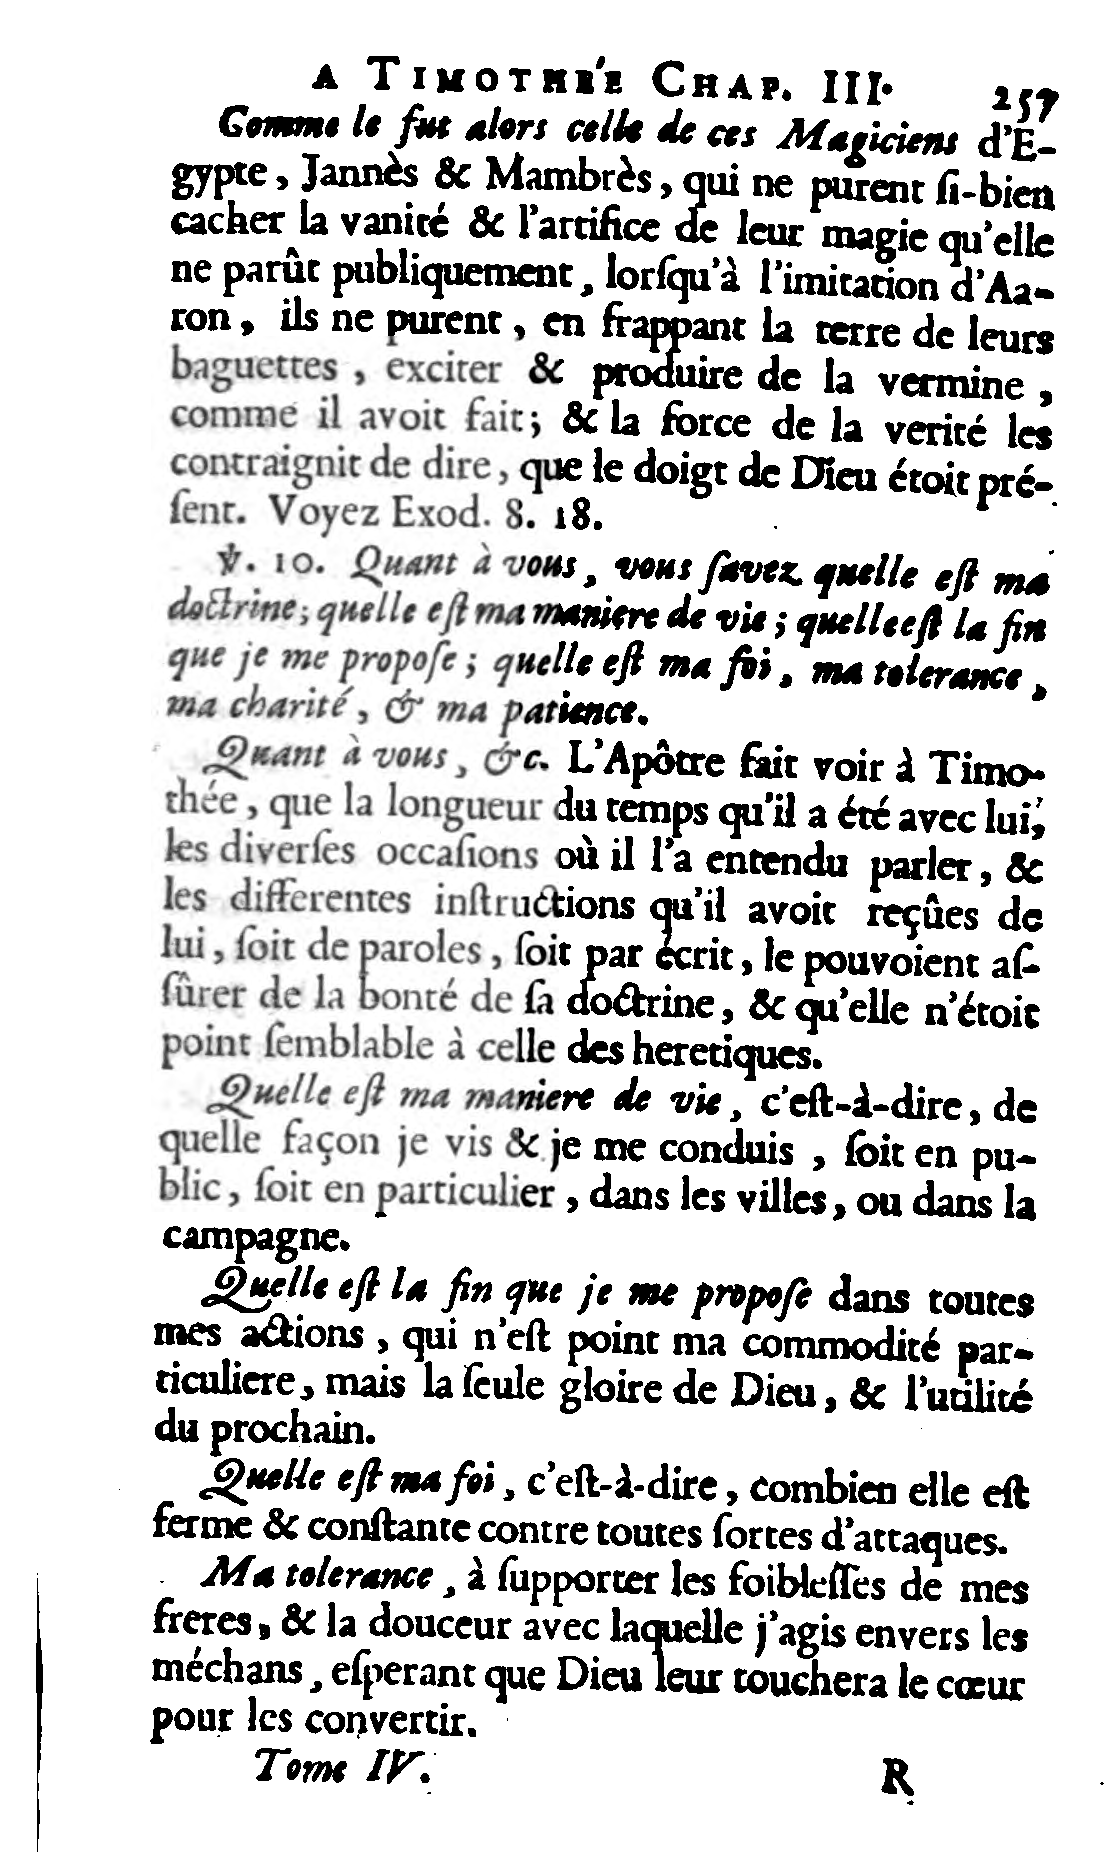 A TIMOTHÉE CHAP. III. 257
Comme le fut alors celle de ces Magiciens d'E-
gypte, Jannès & Mambrès, qui ne purent ſi-bien
cacher la vanité & l'artifice de leur magie qu'elle
ne parût publiquement, lorſqu'à l'imitation d'Aa-
ron, ils ne purent, en frappant la terre de leurs
baguettes, exciter & produire de la vermine,
comme il avoit fait; & la force de la verité les
contraignit de dire, que le doigt de Dieu étoit pré-
ſent. Voyez Exod. 8. 18.
℣. 10. Quant à vous, vous ſavez quelle eſt ma
doctrine; quelle eſt ma maniere de vie; quelle eſt la fin
que je me propoſe; quelle eſt ma foi, ma tolerance,
ma charité, & ma patience.
Quant à vous, &c. L'Apôtre fait voir à Timo-
thée, que la longueur du temps qu'il a été avec lui,
les diverſes occaſions où il l'a entendu parler, &
les differentes inſtructions qu'il avoit reçûes de
lui, ſoit de paroles, ſoit par écrit, le pouvoient aſ-
ſûrer de la bonté de ſa doctrine, & qu'elle n'étoit
point ſemblable à celle des heretiques.
Quelle eſt ma maniere de vie, c'eſt-à-dire, de
quelle façon je vis & je me conduis, ſoit en pu-
blic, ſoit en particulier, dans les villes, ou dans la
campagne.
Quelle eſt la fin que je me propoſe dans toutes
mes actions, qui n'eſt point ma commodité par-
ticuliere, mais la ſeule gloire de Dieu, & l'utilité
du prochain.
Quelle eſt ma foi, c'eſt-à-dire, combien elle eſt
ferme & conſtante contre toutes ſortes d'attaques.
Ma tolerance, à ſupporter les foibleſſes de mes
freres, & la douceur avec laquelle j'agis envers les
méchans, eſperant que Dieu leur touchera le cœur
pour les convertir.
Tome IV. R